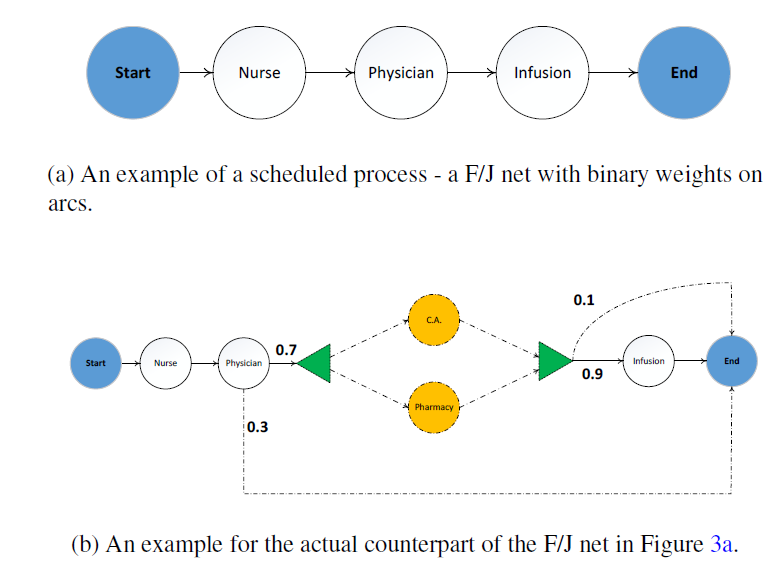 Start
Nurse
Physician
Infusion
End
(a) An example of a scheduled process - a F/J net with binary weights on
arcs.
Start
Nurse
Physician
0.7
0.3
C.A.
Pharmacy
0.1
0.9
Infusion
End
(b) An example for the actual counterpart of the F/J net in Figure 3a.